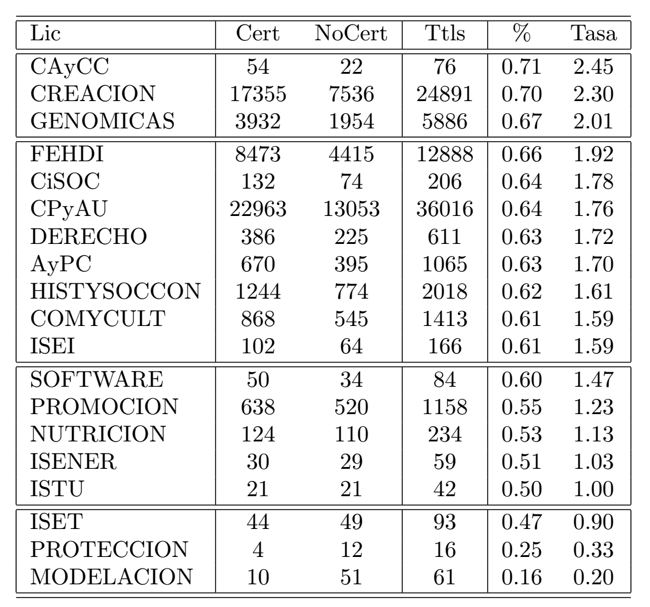 Lic Cert NoCert Ttls % Tasa
CAyCC 54 22 76 0.71 2.45
CREACION 17355 7536 24891 0.70 2.30
GENOMICAS 3932 1954 5886 0.67 2.01
FEHDI 8473 4415 12888 0.66 1.92
CiSOC 132 74 206 0.64 1.78
CPyAU 22963 13053 36016 0.64 1.76
DERECHO 386 225 611 0.63 1.72
AyPC 670 395 1065 0.63 1.70
HISTYSOCCON 1244 774 2018 0.62 1.61
COMYCULT 868 545 1413 0.61 1.59
ISEI 102 64 166 0.61 1.59
SOFTWARE 50 34 84 0.60 1.47
PROMOCION 638 520 1158 0.55 1.23
NUTRICION 124 110 234 0.53 1.13
ISENER 30 29 59 0.51 1.03
ISTU 21 21 42 0.50 1.00
ISET 44 49 93 0.47 0.90
PROTECCION 4 12 16 0.25 0.33
MODELACION 10 51 61 0.16 0.20